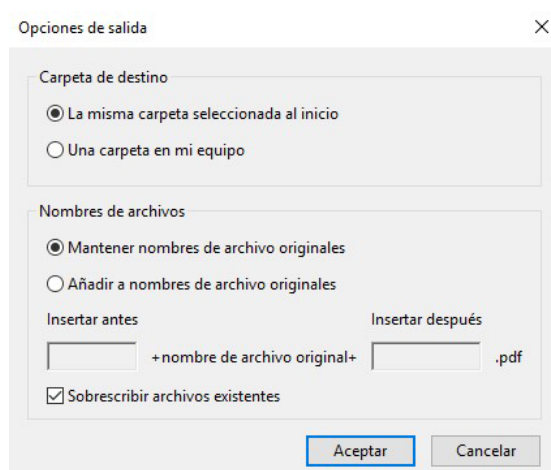 Opciones de salida
Carpeta de destino
La misma carpeta seleccionada al inicio
Una carpeta en mi equipo
Nombres de archivos
Mantener nombres de archivo originales
Añadir a nombres de archivo originales
Insertar antes Insertar después
+nombre de archivo original+ .pdf
Sobrescribir archivos existentes
Aceptar Cancelar